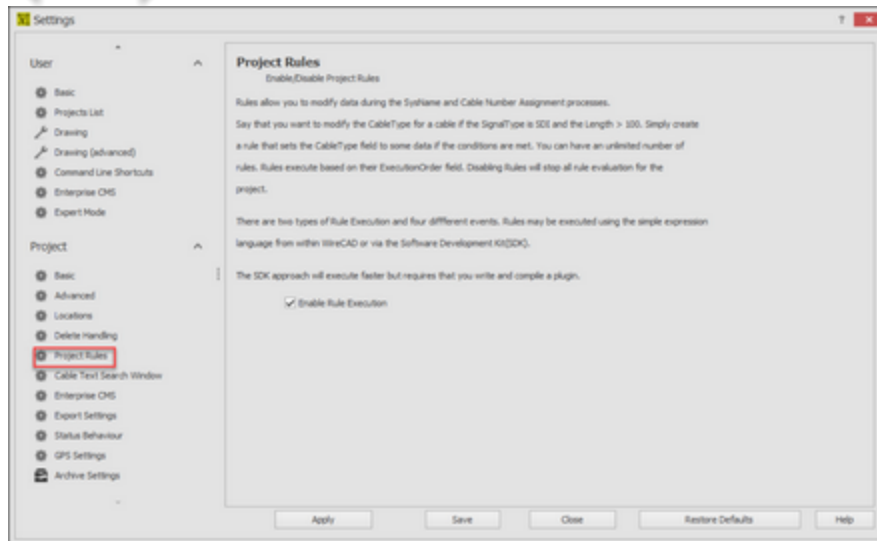 Settings
?
User
Basic
Projects List
Drawing
Drawing (advanced)
Command Line Shortcuts
Enterprise CMS
Expert Mode
Project
Basic
Advanced
Locations
Delete Handling
Project Rules
Cable Text Search Window
Enterprise CMS
Export Settings
Status Behaviour
GPS Settings
Archive Settings
Project Rules
Enable/Disable Project Rules
Rules allow you to modify data during the SysName and Cable Number Assignment processes.
Say that you want to modify the CableType for a cable if the SignalType is SDI and the Length > 100. Simply create
a rule that sets the CableType field to some data if the conditions are met. You can have an unlimited number of
rules. Rules execute based on their ExecutionOrder field. Disabling Rules will stop all rule evaluation for the
project.
There are two types of Rule Execution and four diffferent events. Rules may be executed using the simple expression
language from within WireCAD or via the Software Development Kit(SDK).
The SDK approach will execute faster but requires that you write and compile a plugin.
Enable Rule Execution
Apply
Save
Close
Restore Defaults
Help